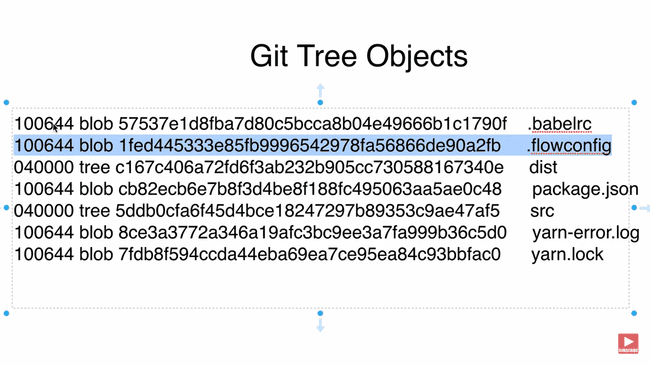 Git Tree Objects
100644 blob 57537e1d8fba7d80c5bcca8b04e49666b1c1790f .babelrc
100644 blob 1fed445333e85fb9996542978fa56866de90a2fb .flowconfig
040000 tree c167c406a72fd6f3ab232b905cc730588167340e dist
100644 blob cb82ecb6e7b8f3d4be8f188fc495063aa5ae0c48 package.json
040000 tree 5ddb0cfa6f45d4bce18247297b89353c9ae47af5 src
100644 blob 8ce3a3772a346a19afc3bc9ee3a7fa999b36c5d0 yarn-error.log
100644 blob 7fdb8f594ccda44eba69ea7ce95ea84c93bbfac0 yarn.lock